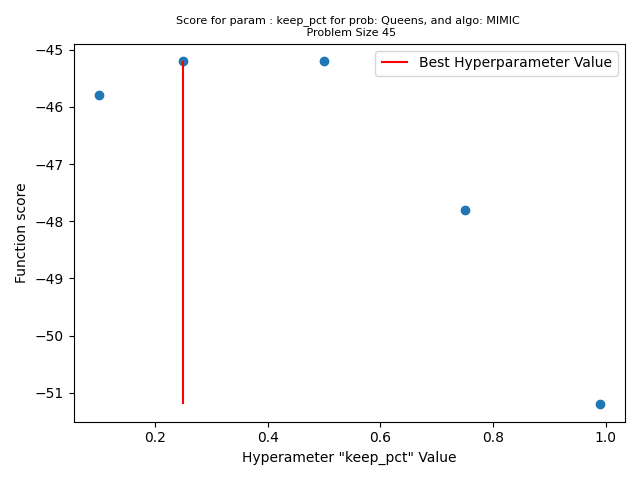 Score for param : keep_pct for prob: Queens, and algo: MIMIC
Problem Size 45
Best Hyperparameter Value
Function score
−45
−46
−47
−48
−49
−50
−51
0.2
0.4
0.6
0.8
1.0
Hyperameter "keep_pct" Value